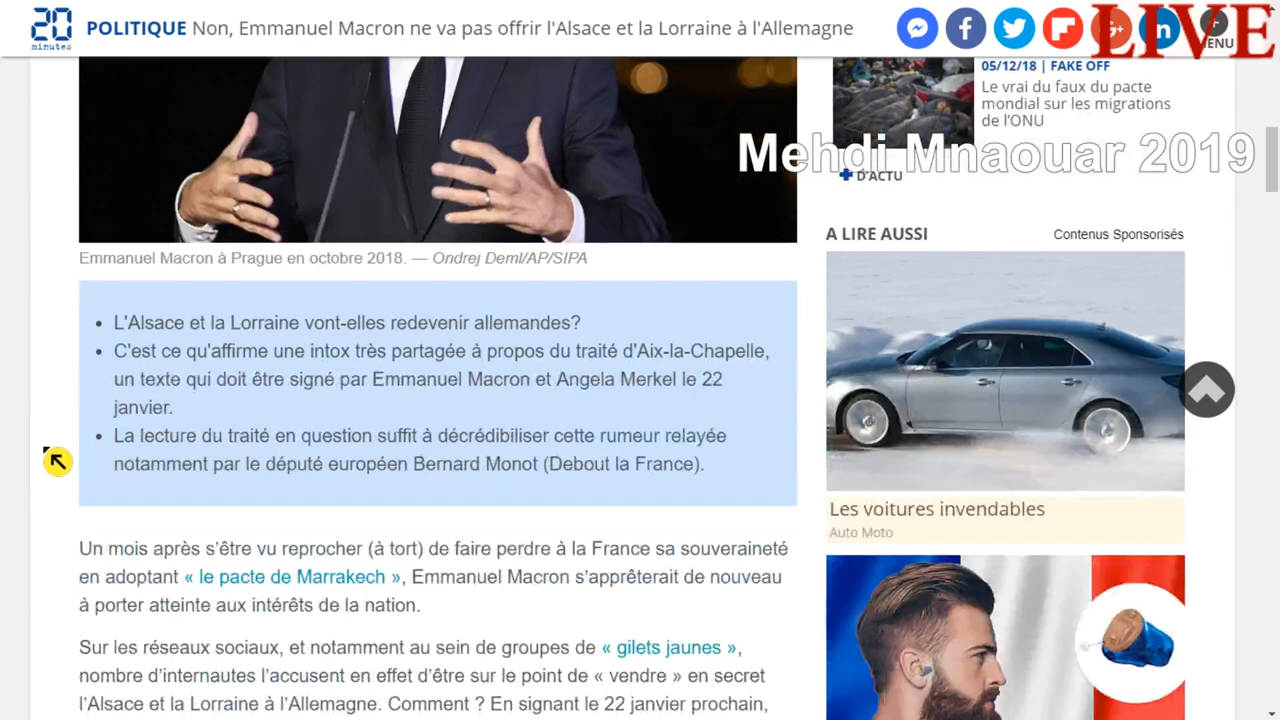 20
minutes
POLITIQUE Non, Emmanuel Macron ne va pas offrir l'Alsace et la Lorraine à l'Allemagne
LIVE
MENU
05/12/18 | FAKE OFF
Le vrai du faux du pacte
mondial sur les migrations
de l'ONU
Mehdi Mnaouar 2019
D'ACTU
A LIRE AUSSI
Contenus Sponsorisés
Emmanuel Macron à Prague en octobre 2018. — Ondrej Deml/AP/SIPA
L'Alsace et la Lorraine vont-elles redevenir allemandes?
C'est ce qu'affirme une intox très partagée à propos du traité d'Aix-la-Chapelle,
un texte qui doit être signé par Emmanuel Macron et Angela Merkel le 22
janvier.
La lecture du traité en question suffit à décrédibiliser cette rumeur relayée
notamment par le député européen Bernard Monot (Debout la France).
Les voitures invendables
Auto Moto
Un mois après s'être vu reprocher (à tort) de faire perdre à la France sa souveraineté
en adoptant « le pacte de Marrakech », Emmanuel Macron s'apprêterait de nouveau
à porter atteinte aux intérêts de la nation.
Sur les réseaux sociaux, et notamment au sein de groupes de « gilets jaunes »,
nombre d'internautes l'accusent en effet d'être sur le point de « vendre » en secret
l'Alsace et la Lorraine à l'Allemagne. Comment ? En signant le 22 janvier prochain,